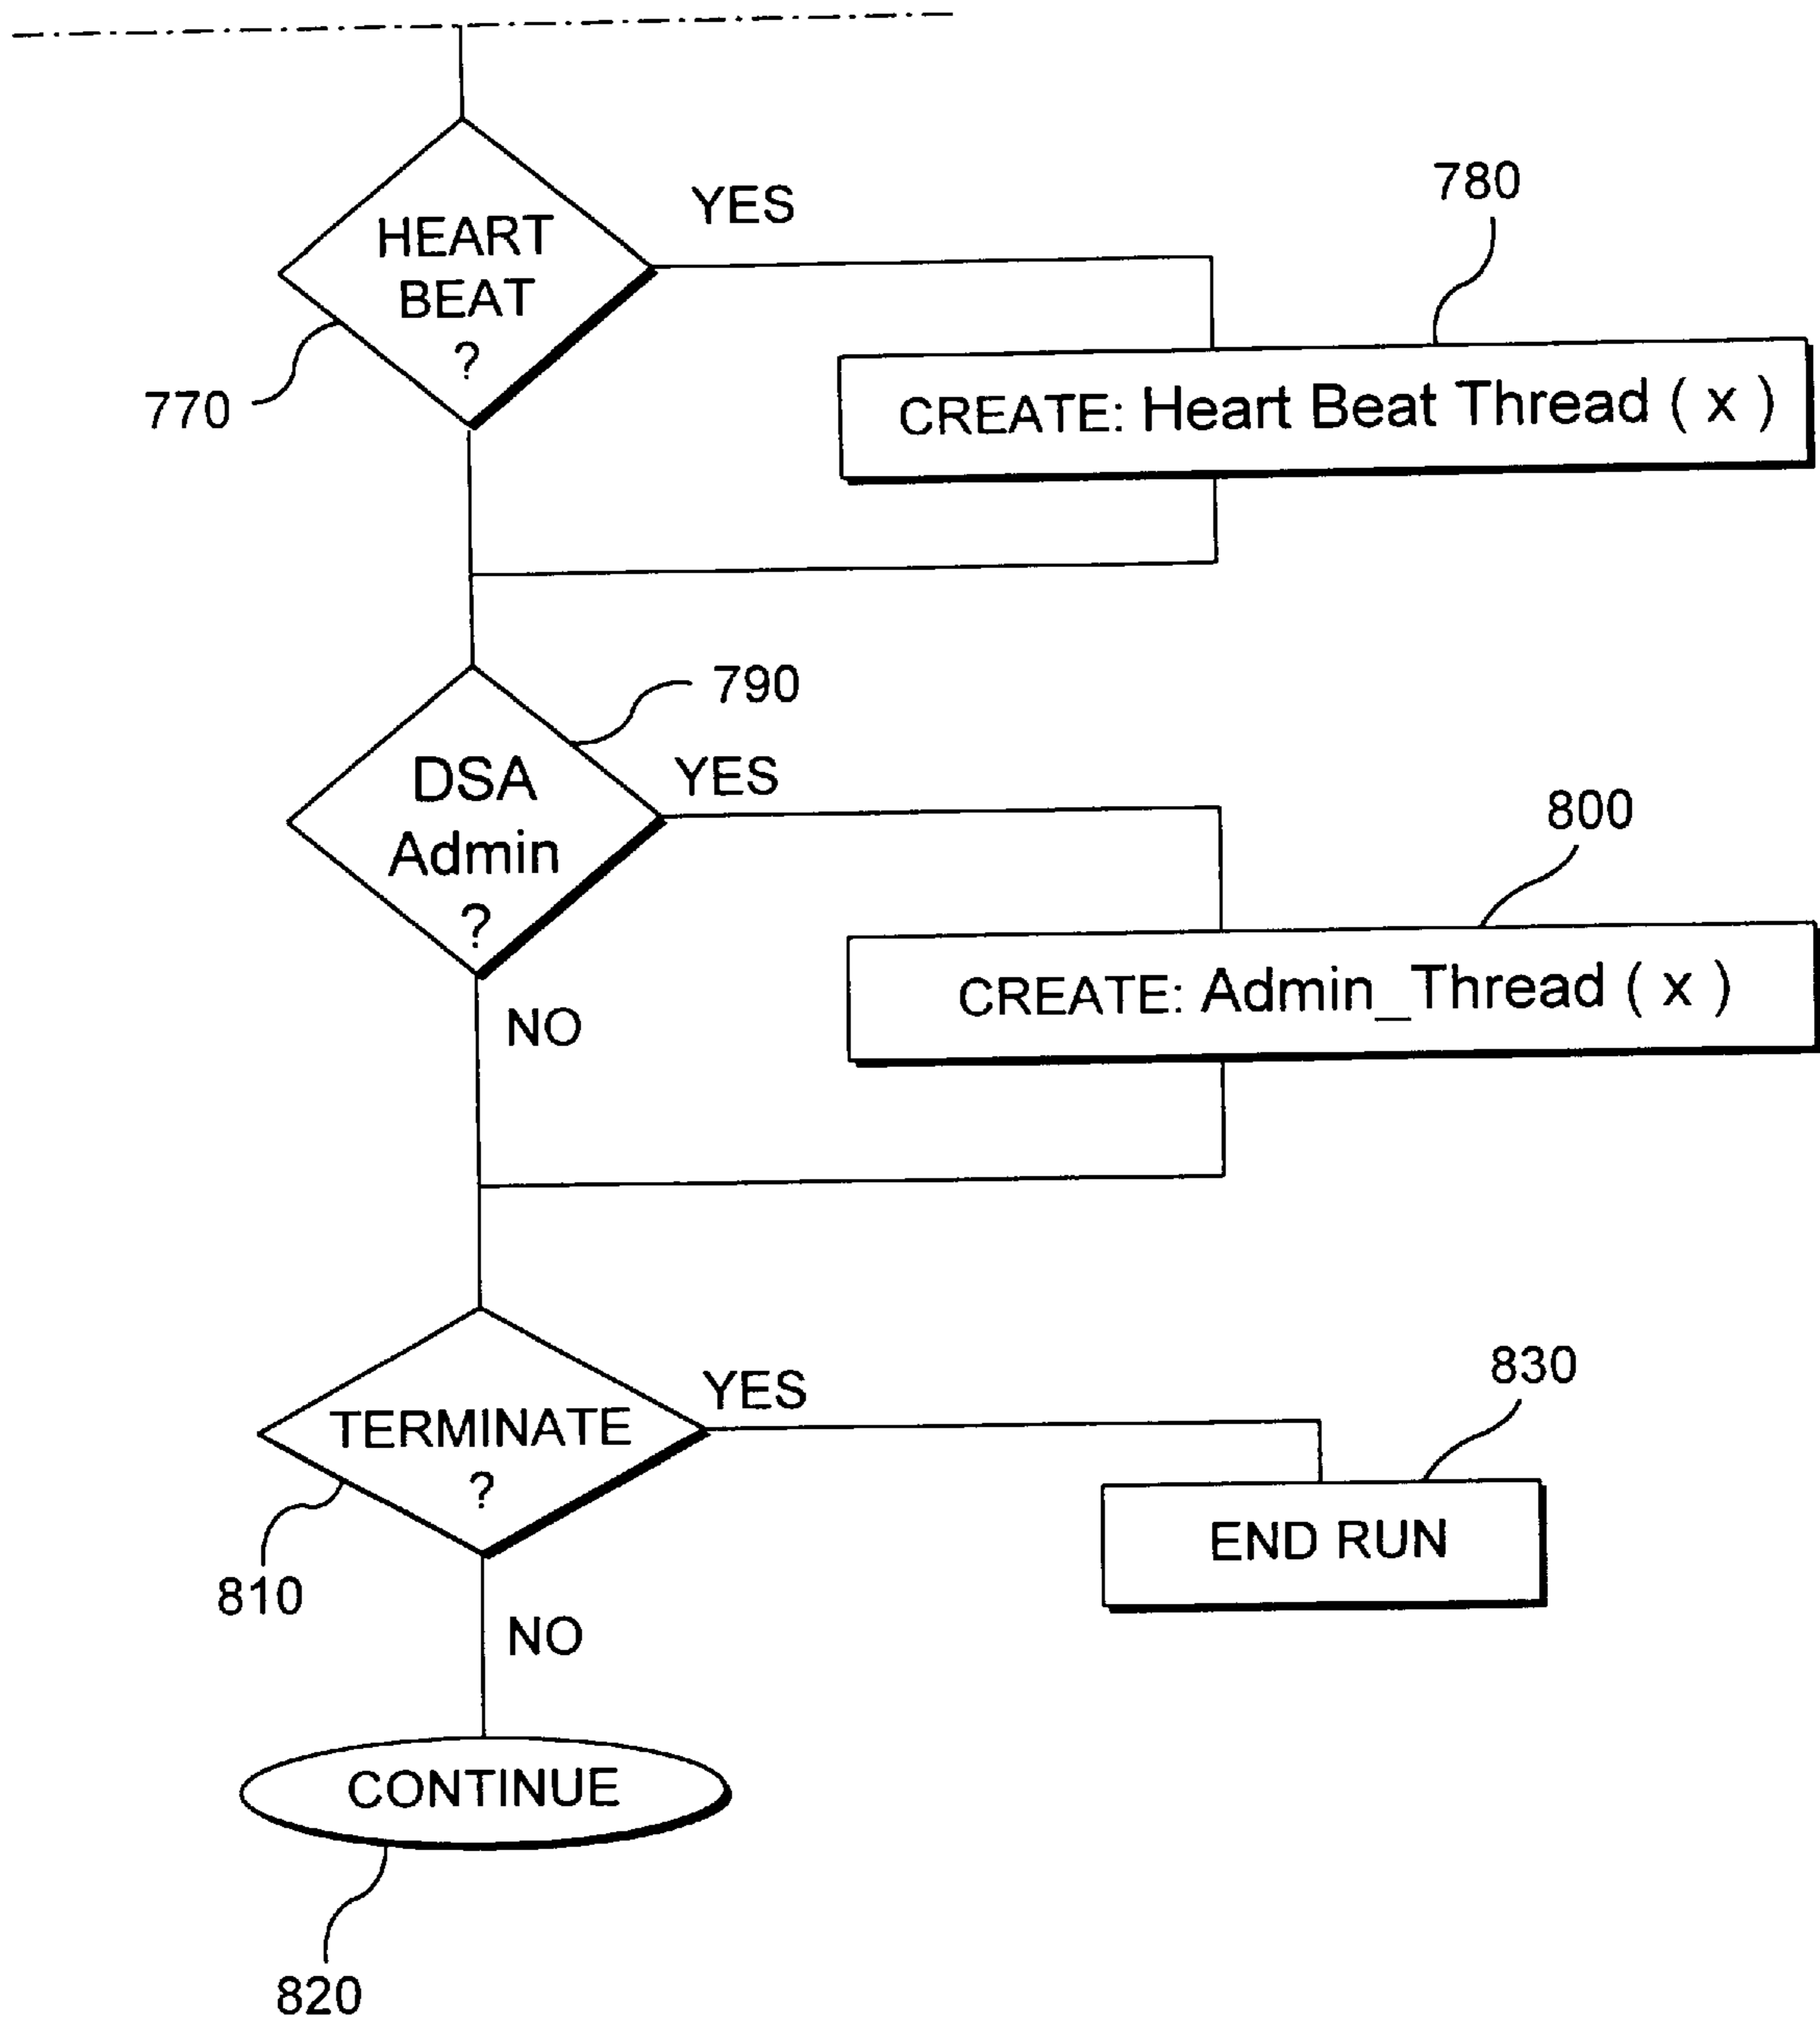 HEART
BEAT
?
YES
770
780
CREATE: Heart Beat Thread ( x )
790
DSA
Admin
?
YES
NO
800
CREATE: Admin_Thread ( x )
TERMINATE
?
YES
810
NO
830
END RUN
CONTINUE
820